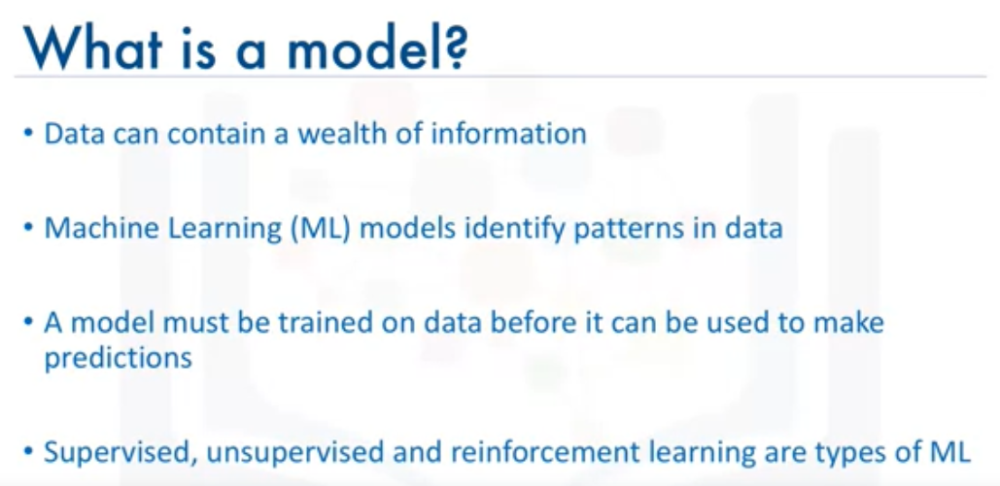 What is a model?
• Data can contain a wealth of information
• Machine Learning (ML) models identify patterns in data
• A model must be trained on data before it can be used to make
predictions
• Supervised, unsupervised and reinforcement learning are types of ML